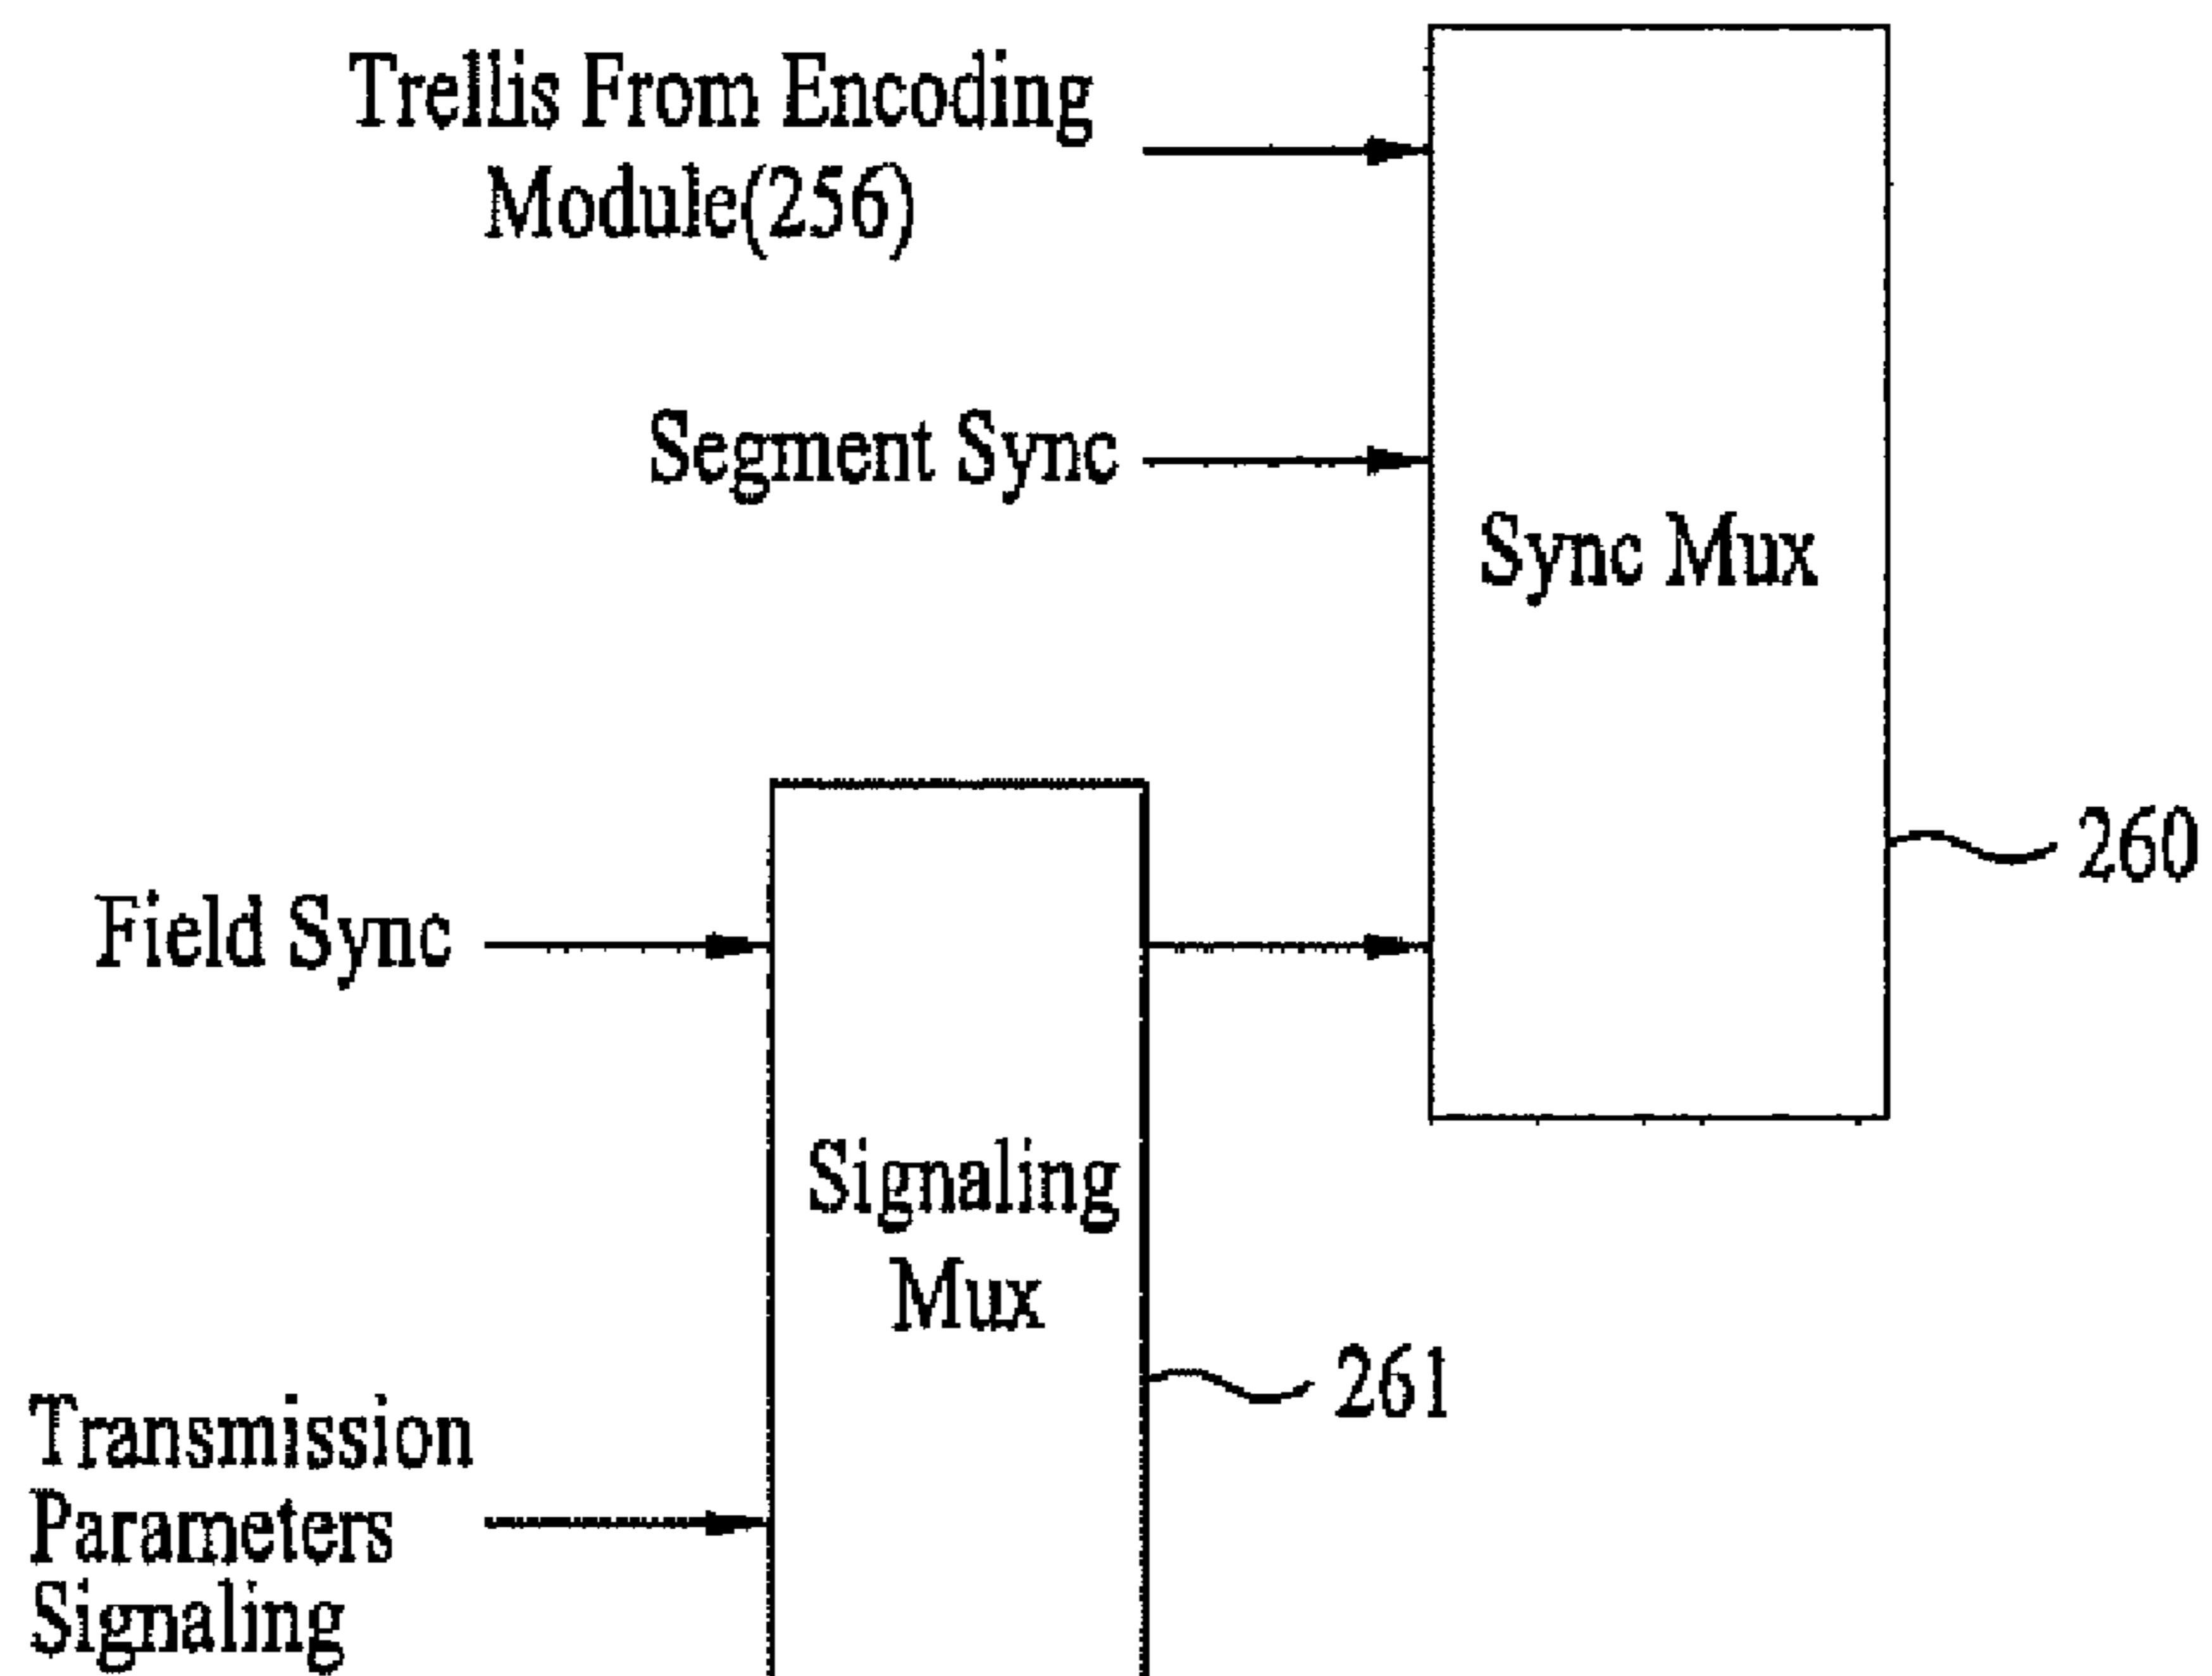 Trellis From Encoding
Module(256)
Segment Sync
Sync Mux
260
Field Sync
Signaling
Mux
261
Transmission
Parameters
Signaling